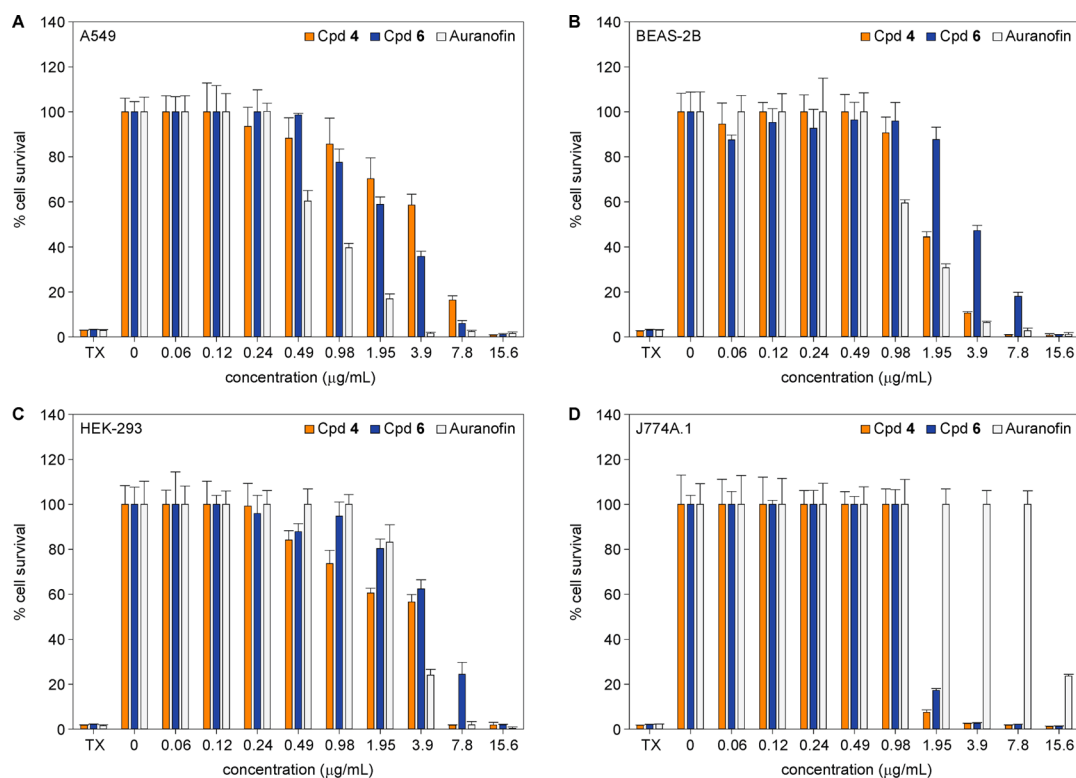 A
A549
Cpd 4 Cpd 6 Auranofin
140
120
100
80
60
40
20
0
% cell survival
TX 0 0.06 0.12 0.24 0.49 0.98 1.95 3.9 7.8 15.6
concentration (μg/mL)
B
BEAS-2B
Cpd 4 Cpd 6 Auranofin
140
120
100
80
60
40
20
0
% cell survival
TX 0 0.06 0.12 0.24 0.49 0.98 1.95 3.9 7.8 15.6
concentration (μg/mL)
C
HEK-293
Cpd 4 Cpd 6 Auranofin
140
120
100
80
60
40
20
0
% cell survival
TX 0 0.06 0.12 0.24 0.49 0.98 1.95 3.9 7.8 15.6
concentration (μg/mL)
D
J774A.1
Cpd 4 Cpd 6 Auranofin
140
120
100
80
60
40
20
0
% cell survival
TX 0 0.06 0.12 0.24 0.49 0.98 1.95 3.9 7.8 15.6
concentration (μg/mL)